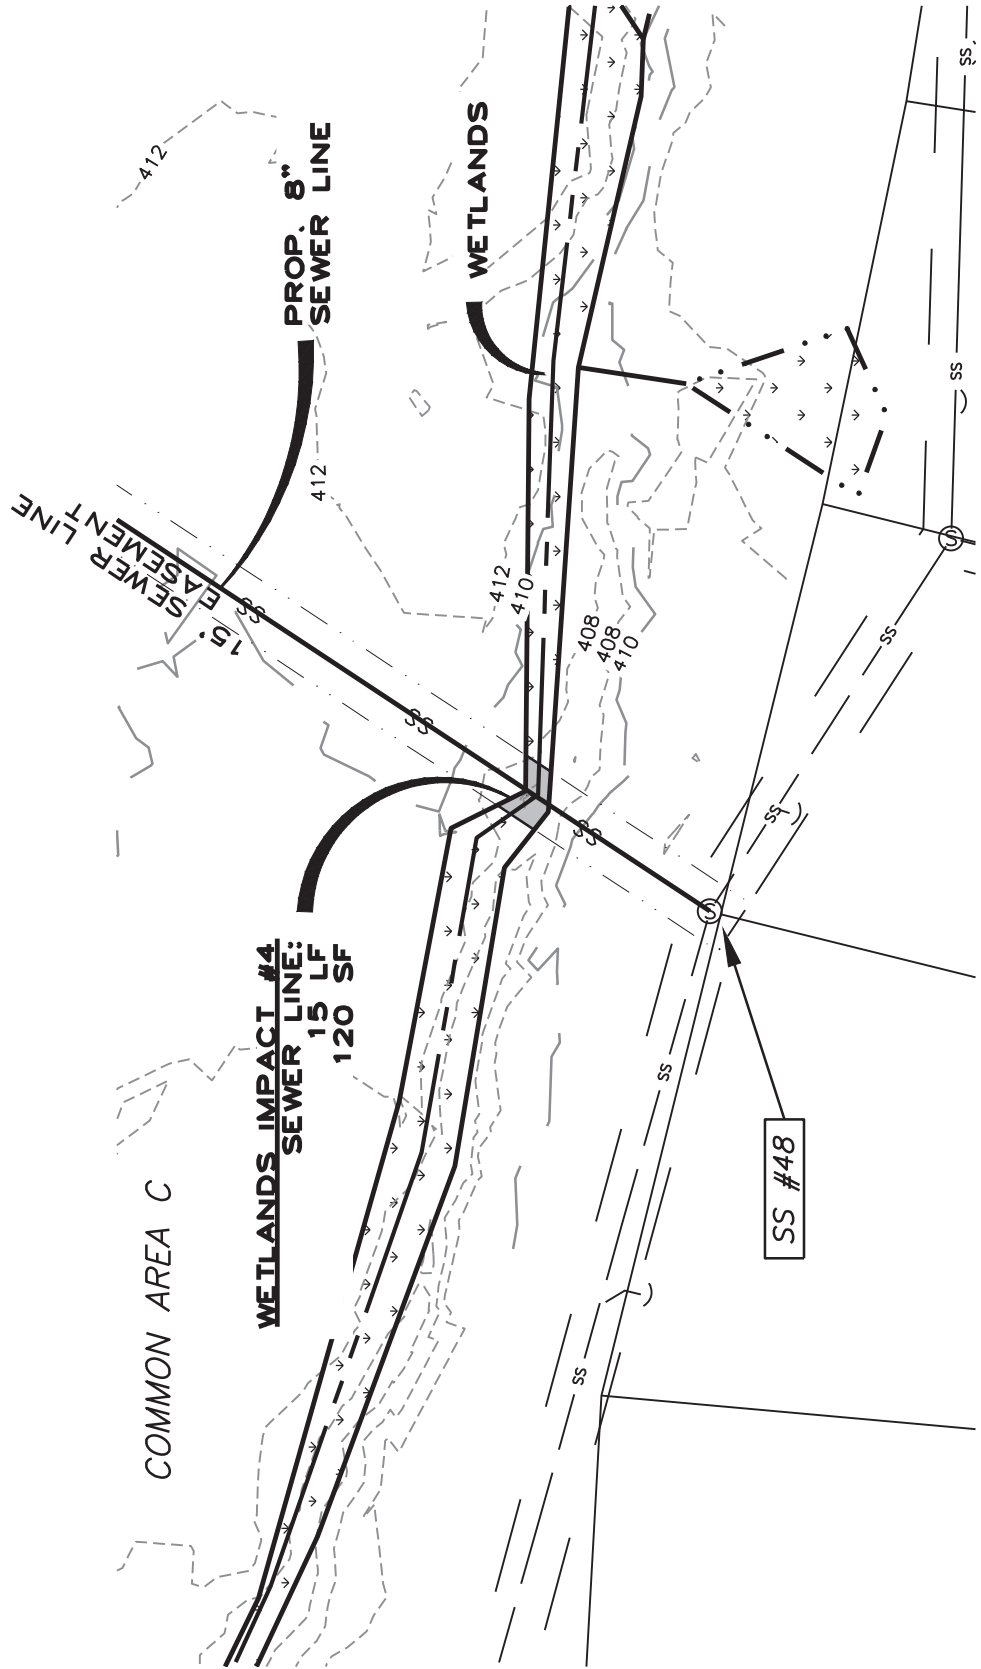 412
PROP. 8"
SEWER LINE
WETLANDS
SS
SS
412
15' SEWER LINE
EASEMENT
SS
412
410
408
408
410
S
SS
SS
SS
SS
S
WETLANDS IMPACT #4
SEWER LINE:
15 LF
120 SF
SS
SS #48
COMMON AREA C
SS